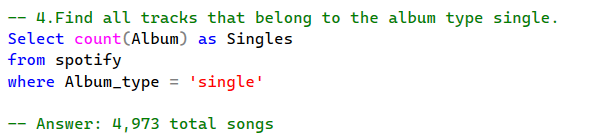 -- 4.Find all tracks that belong to the album type single.
Select count(Album) as Singles
from spotify
where Album_type = 'single'
-- Answer: 4,973 total songs